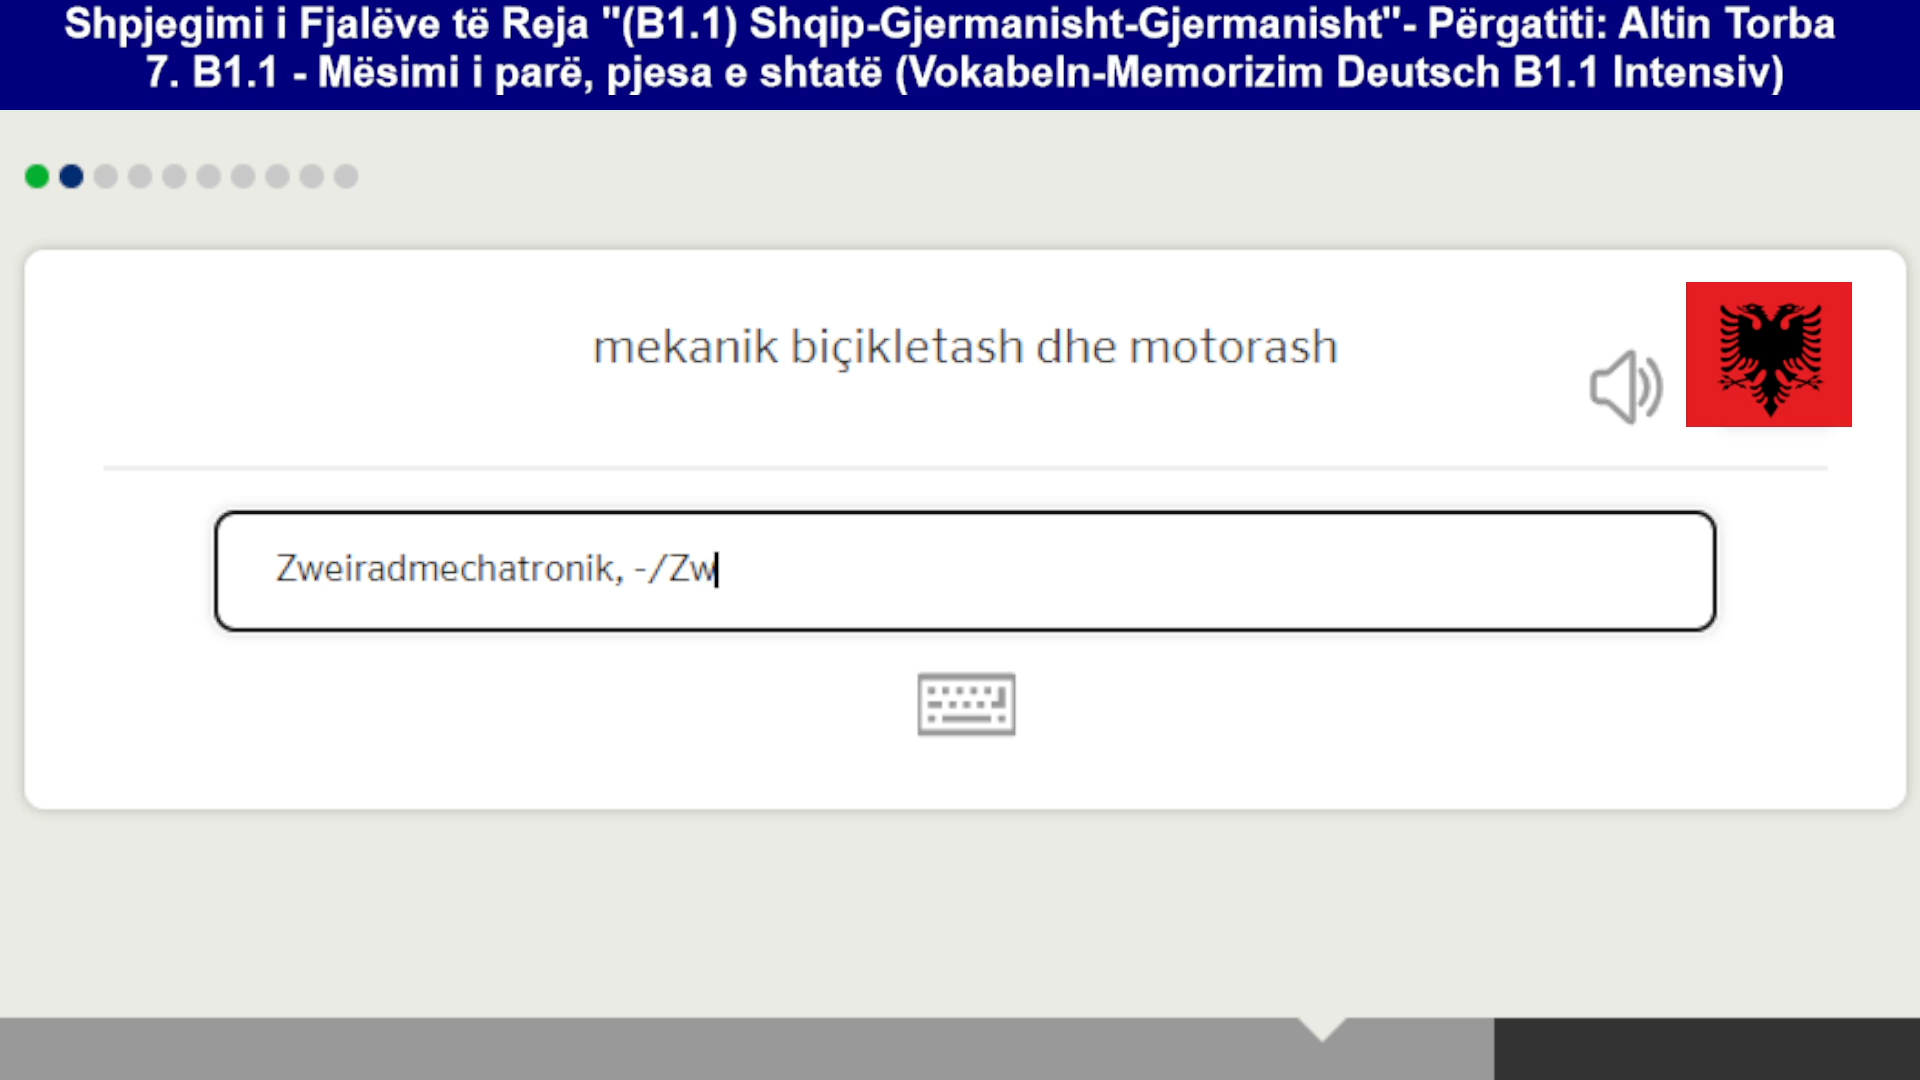 Shpjegimi i Fjalëve të Reja "(B1.1) Shqip-Gjermanisht-Gjermanisht"- Përgatiti: Altin Torba
7. B1.1 - Mësimi i parë, pjesa e shtatë (Vokabeln-Memorizim Deutsch B1.1 Intensiv)
mekanik biçikletash dhe motorash
Zweiradmechatronik, -/Zw